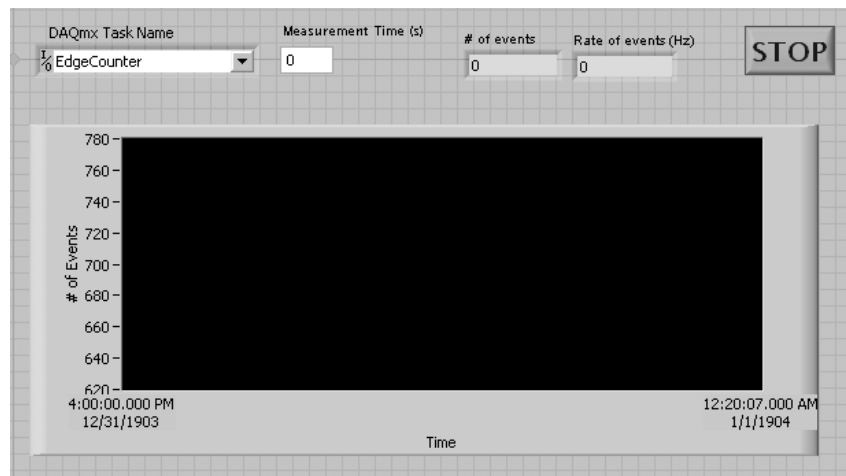 DAQmx Task Name
Measurement Time (s)
# of events
Rate of events (Hz)
STOP
I/O EdgeCounter
0
0
0
780
760
740
720
700
680
660
640
620
# of Events
4:00:00.000 PM
12/31/1903
12:20:07.000 AM
1/1/1904
Time